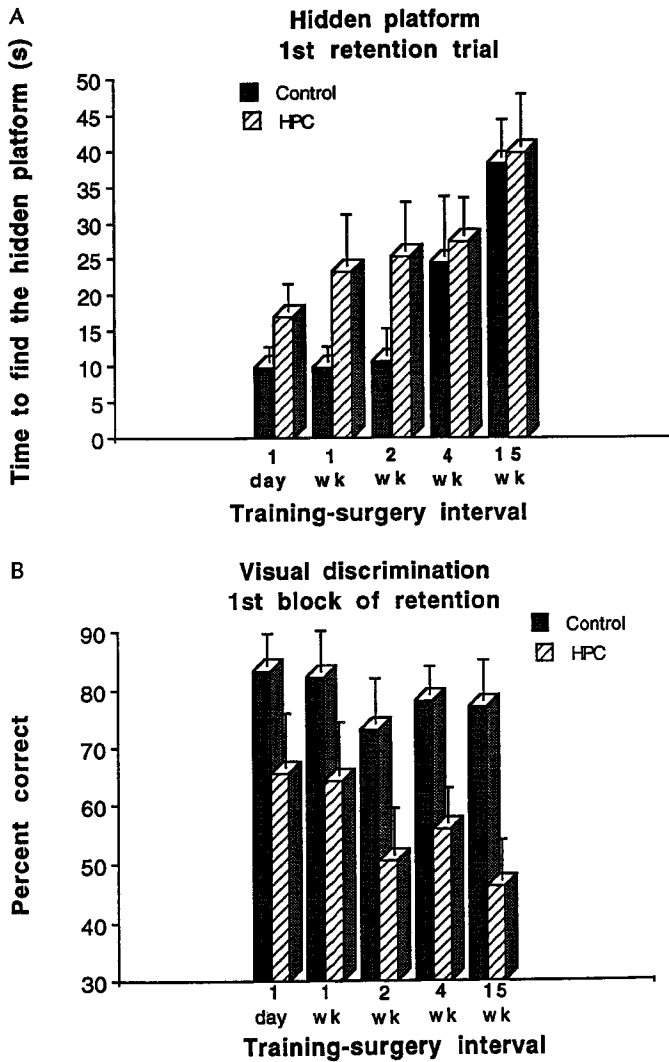 A
Hidden platform
1st retention trial
Time to find the hidden platform (s)
50
45
40
35
30
25
20
15
10
5
0
Control
HPC
1 1 2 4 15
day wk wk wk wk
Training-surgery interval
B
Visual discrimination
1st block of retention
Percent correct
90
80
70
60
50
40
30
Control
HPC
1 1 2 4 15
day wk wk wk wk
Training-surgery interval